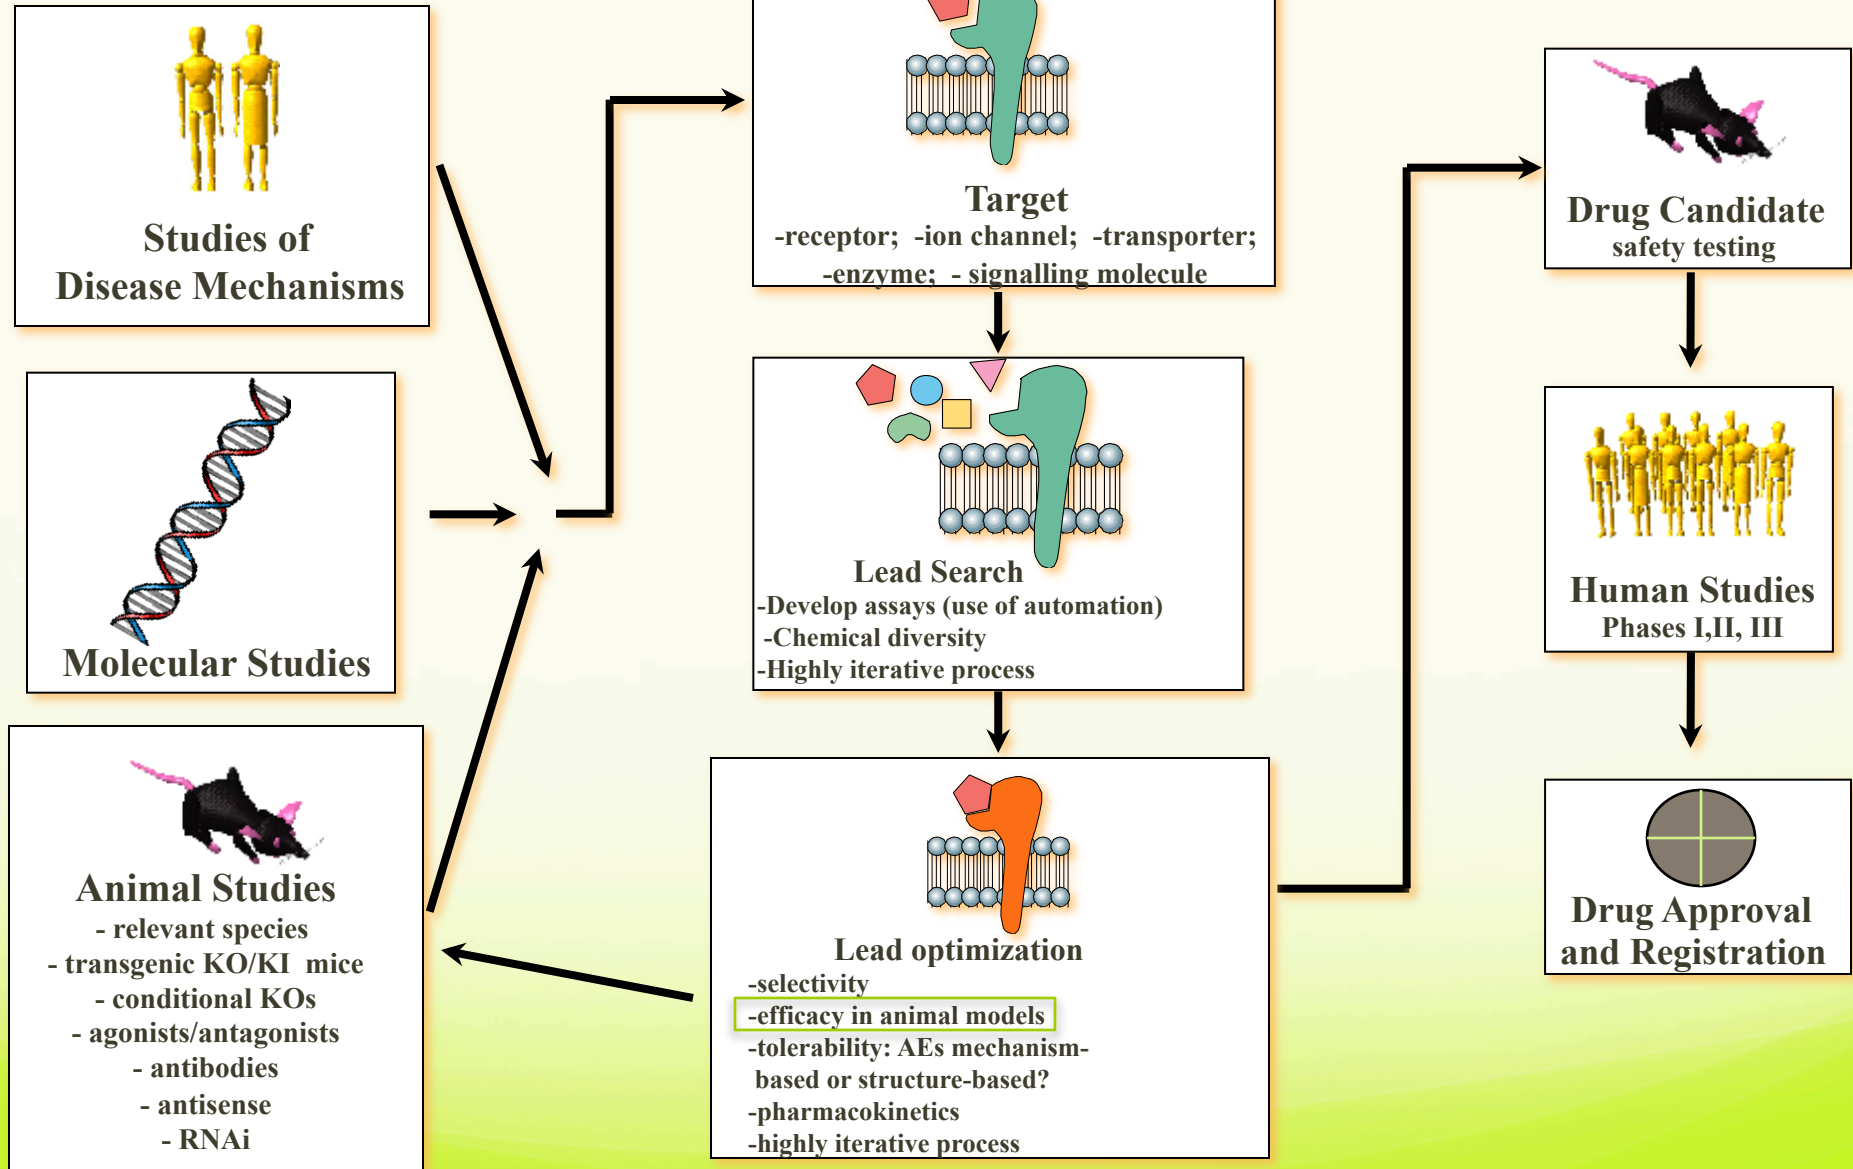 Studies of
Disease Mechanisms
Molecular Studies
Animal Studies
- relevant species
- transgenic KO/KI mice
- conditional KOs
- agonists/antagonists
- antibodies
- antisense
- RNAi
Target
-receptor; -ion channel; -transporter;
-enzyme; - signalling molecule
Lead Search
-Develop assays (use of automation)
-Chemical diversity
-Highly iterative process
Lead optimization
-selectivity
-efficacy in animal models
-tolerability: AEs mechanism-
based or structure-based?
-pharmacokinetics
-highly iterative process
Drug Candidate
safety testing
Human Studies
Phases I,II, III
Drug Approval
and Registration